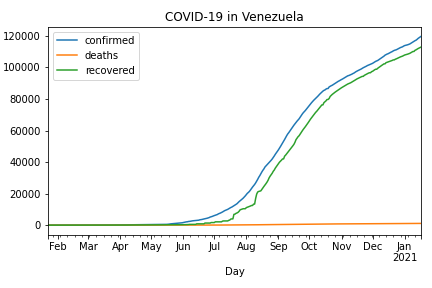 COVID-19 in Venezuela
confirmed
deaths
recovered
120000
100000
80000
60000
40000
20000
0
Feb Mar Apr May Jun Jul Aug Sep Oct Nov Dec Jan
2021
Day